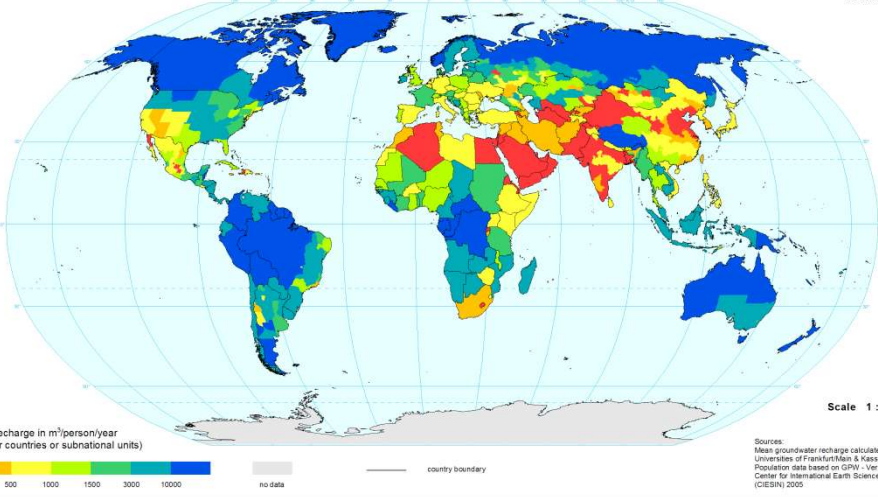 Scale 1 :
echarge in m³/person/year
r countries or subnational units)
500 1000 1500 3000 10000
no data
country boundary
Sources:
Mean groundwater recharge calculate
Universities of Frankfurt/Main & Kass
Population data based on GPW - Ver
Center for International Earth Science
(CIESIN) 2005